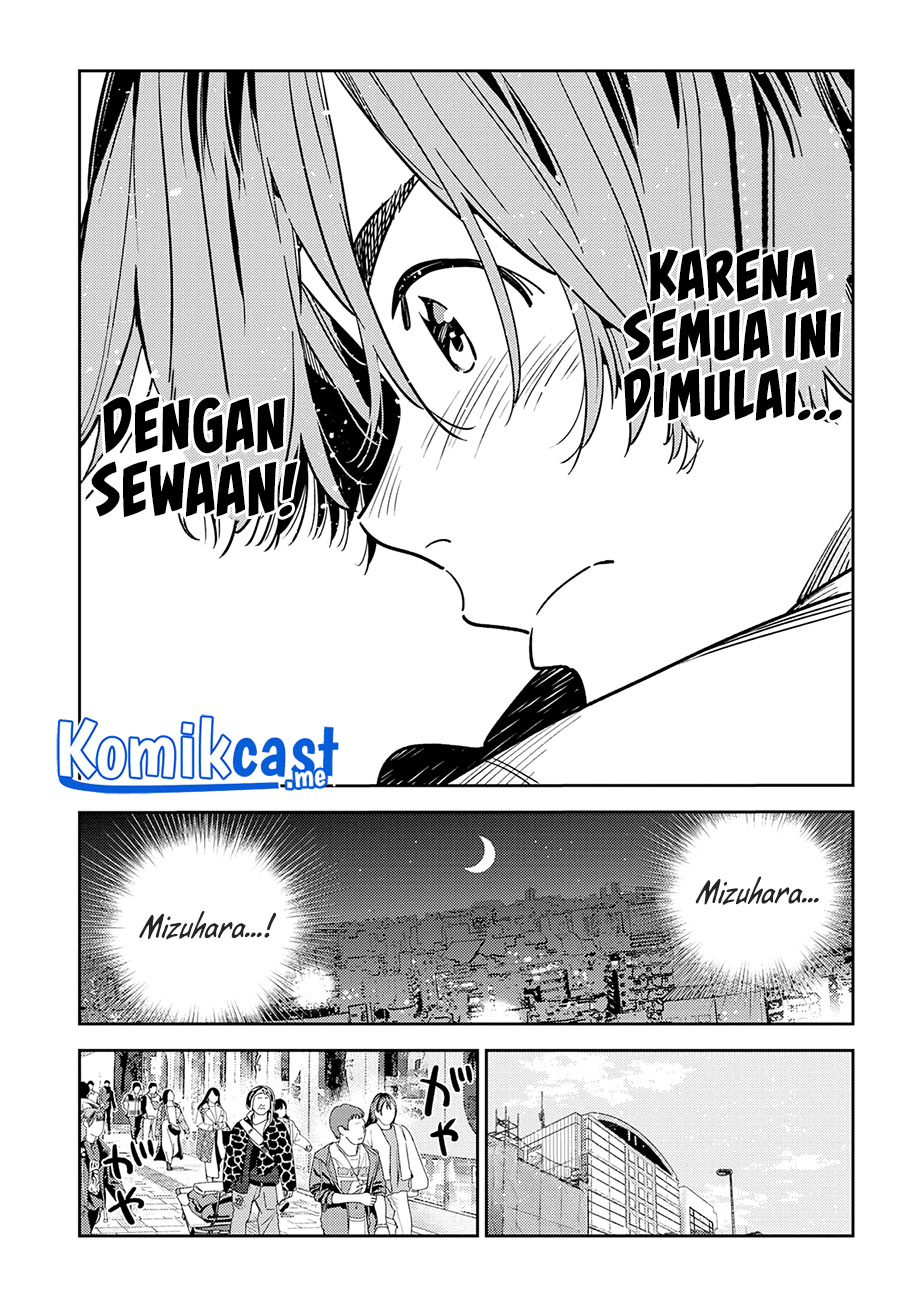 KARENA
SEMUA INI
DIMULAI...
DENGAN
SEWAAN!
Komikcast
.me
Mizuhara...
Mizuhara...!
ガヤ
ガヤ